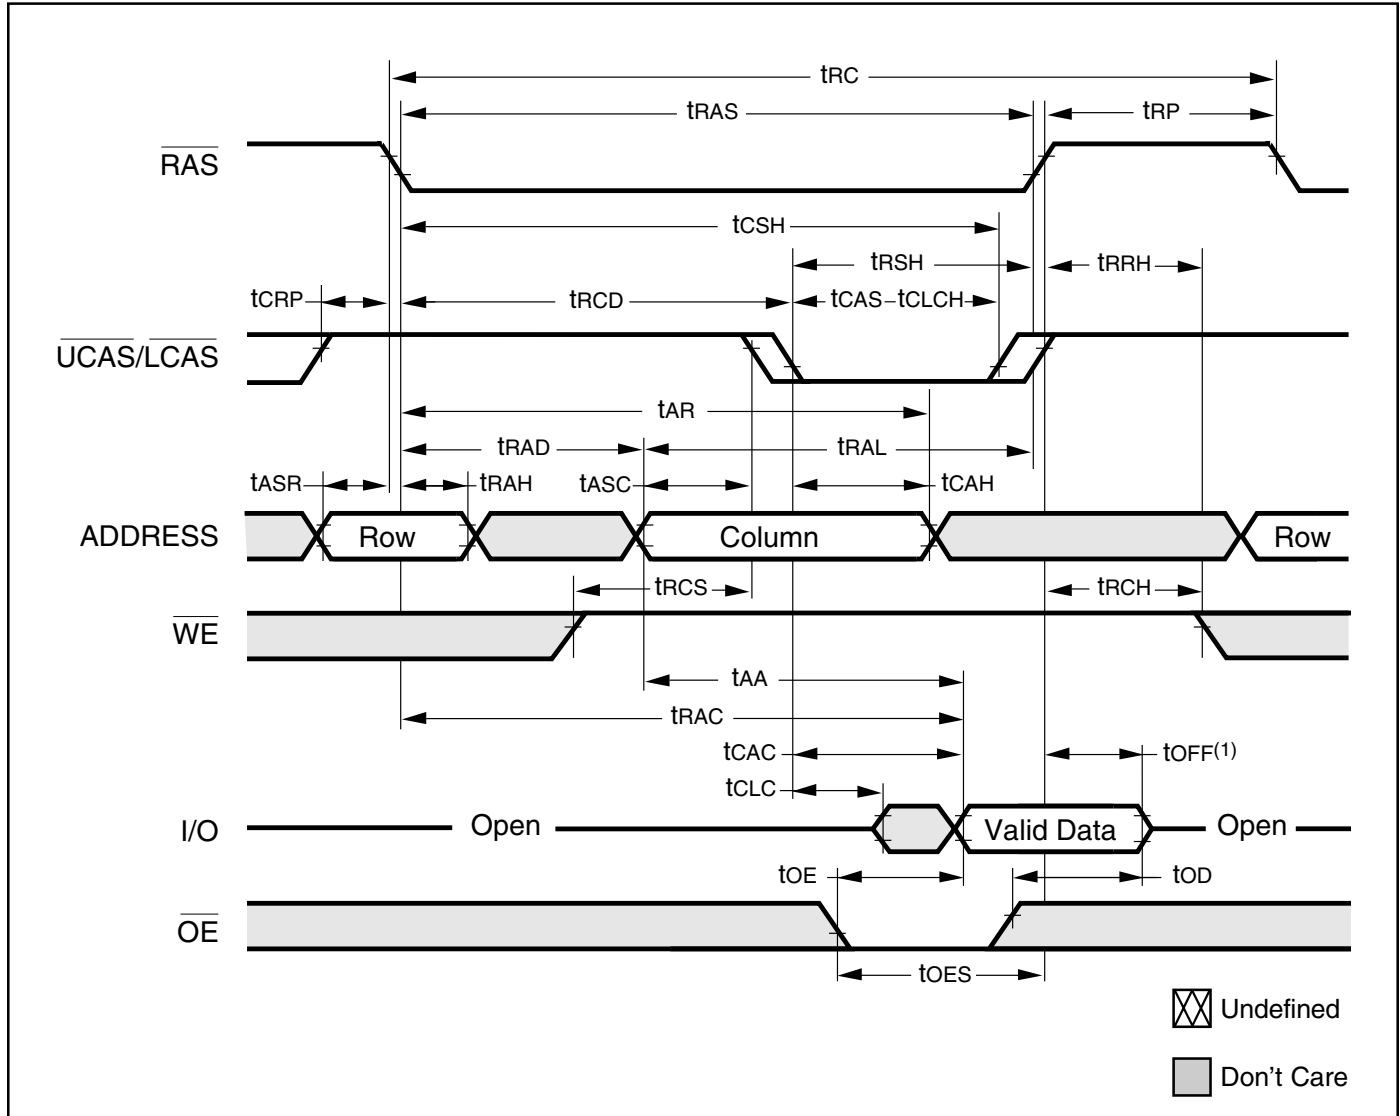 tRC
tRAS tRP
RAS
tCSH
tRSH tRRH
tCRP tRCD tCAS tCLCH
UCAS/LCAS
tAR
tRAD tRAL
tASR tRAH tASC tCAH
ADDRESS Row Column Row
tRCS tRCH
WE
tAA
tRAC
tCAC tOFF(1)
tCLC
I/O Open Valid Data Open
tOE tOD
OE
tOES
Undefined
Don't Care